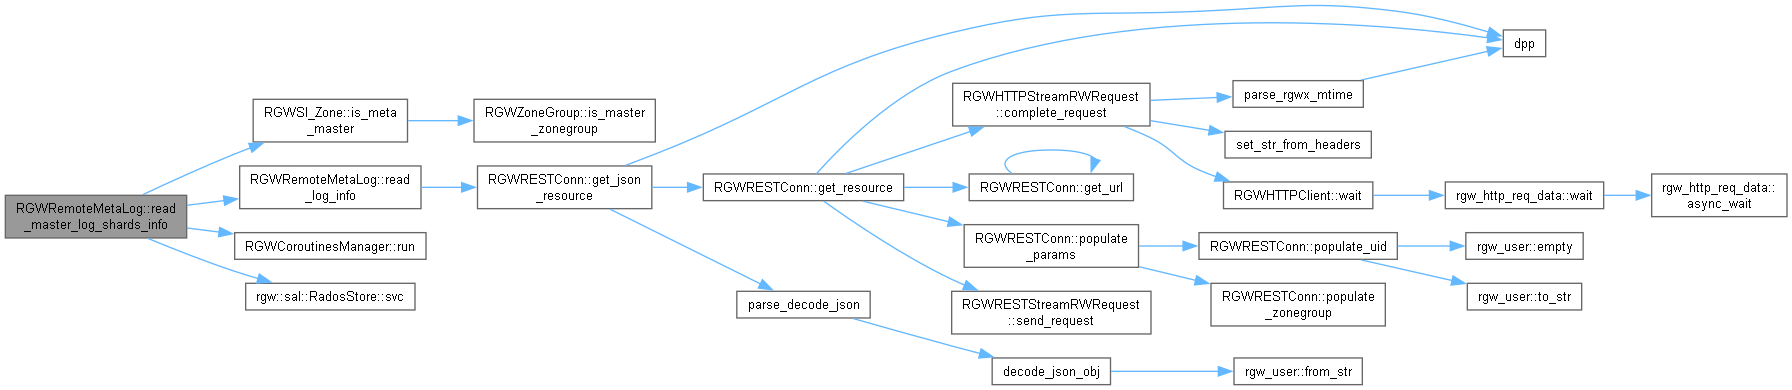 RGWRemoteMetaLog::read
_master_log_shards_info
RGWSI_Zone::is_meta
_master
RGWZoneGroup::is_master
_zonegroup
RGWRemoteMetaLog::read
_log_info
RGWCoroutinesManager::run
rgw::sal::RadosStore::svc
RGWRESTConn::get_json
_resource
dpp
RGWRESTConn::get_resource
parse_decode_json
RGWHTTPStreamRWRequest
::complete_request
RGWRESTConn::get_url
RGWRESTConn::populate
_params
RGWRESTStreamRWRequest
::send_request
decode_json_obj
parse_rgwx_mtime
set_str_from_headers
RGWHTTPClient::wait
rgw_http_req_data::wait
rgw_http_req_data::
async_wait
RGWRESTConn::populate_uid
rgw_user::empty
rgw_user::to_str
RGWRESTConn::populate
_zonegroup
rgw_user::from_str